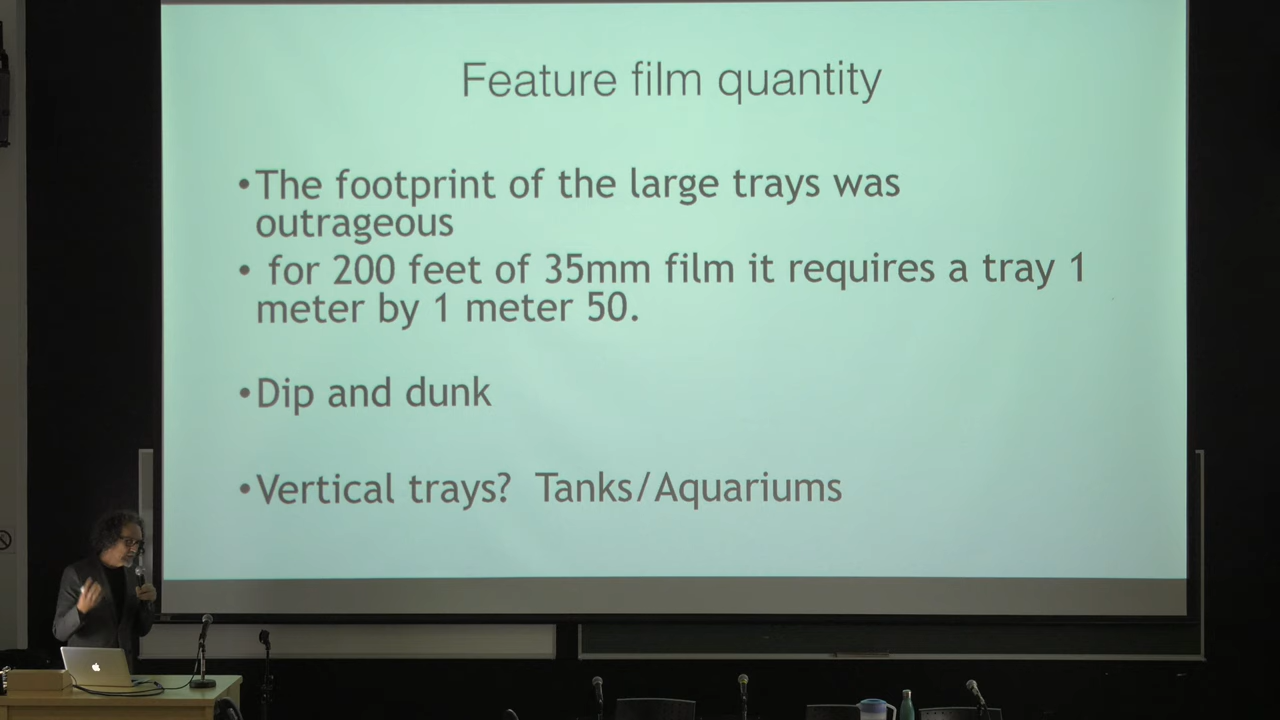 Feature film quantity
•The footprint of the large trays was
outrageous
• for 200 feet of 35mm film it requires a tray 1
meter by 1 meter 50.
•Dip and dunk
•Vertical trays?  Tanks/Aquariums